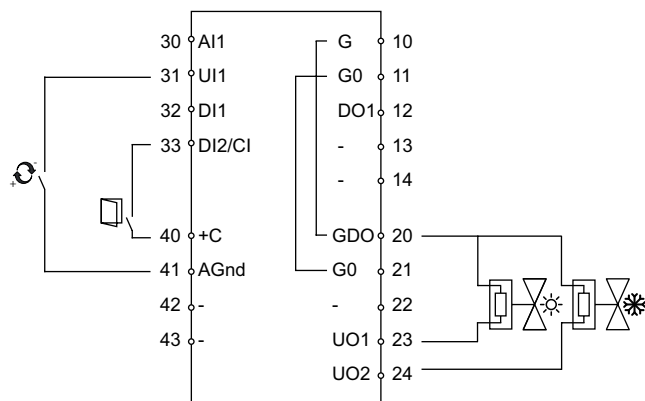 30 AI1 G 10
31 UI1 G0 11
32 DI1 DO1 12
33 DI2/CI - 13
- 14
40 +C GDO 20
41 AGnd G0 21
42 - - 22
43 - UO1 23
UO2 24
- +